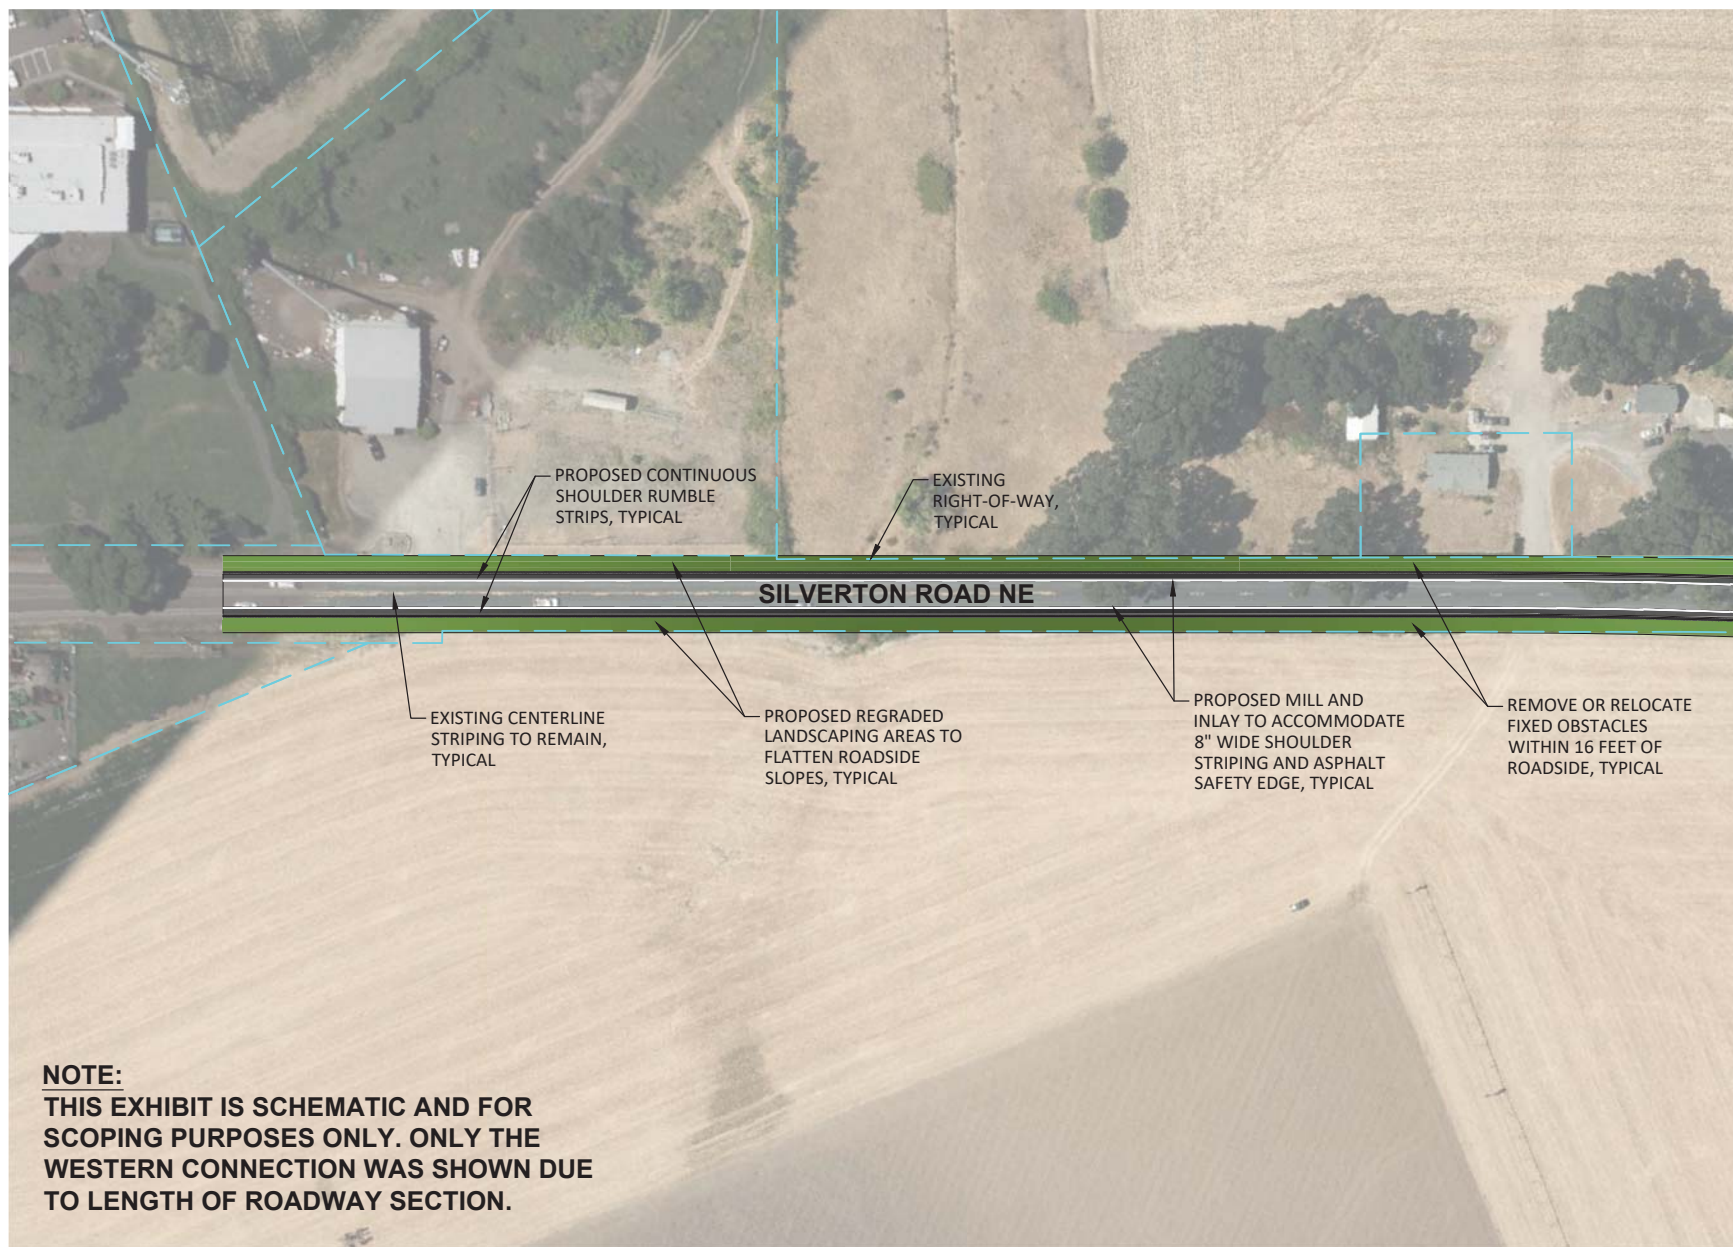 PROPOSED CONTINUOUS
SHOULDER RUMBLE
STRIPS, TYPICAL
EXISTING
RIGHT-OF-WAY,
TYPICAL
SILVERTON ROAD NE
EXISTING CENTERLINE
STRIPING TO REMAIN,
TYPICAL
PROPOSED REGRADED
LANDSCAPING AREAS TO
FLATTEN ROADSIDE
SLOPES, TYPICAL
PROPOSED MILL AND
INLAY TO ACCOMMODATE
8" WIDE SHOULDER
STRIPING AND ASPHALT
SAFETY EDGE, TYPICAL
REMOVE OR RELOCATE
FIXED OBSTACLES
WITHIN 16 FEET OF
ROADSIDE, TYPICAL
NOTE:
THIS EXHIBIT IS SCHEMATIC AND FOR
SCOPING PURPOSES ONLY. ONLY THE
WESTERN CONNECTION WAS SHOWN DUE
TO LENGTH OF ROADWAY SECTION.